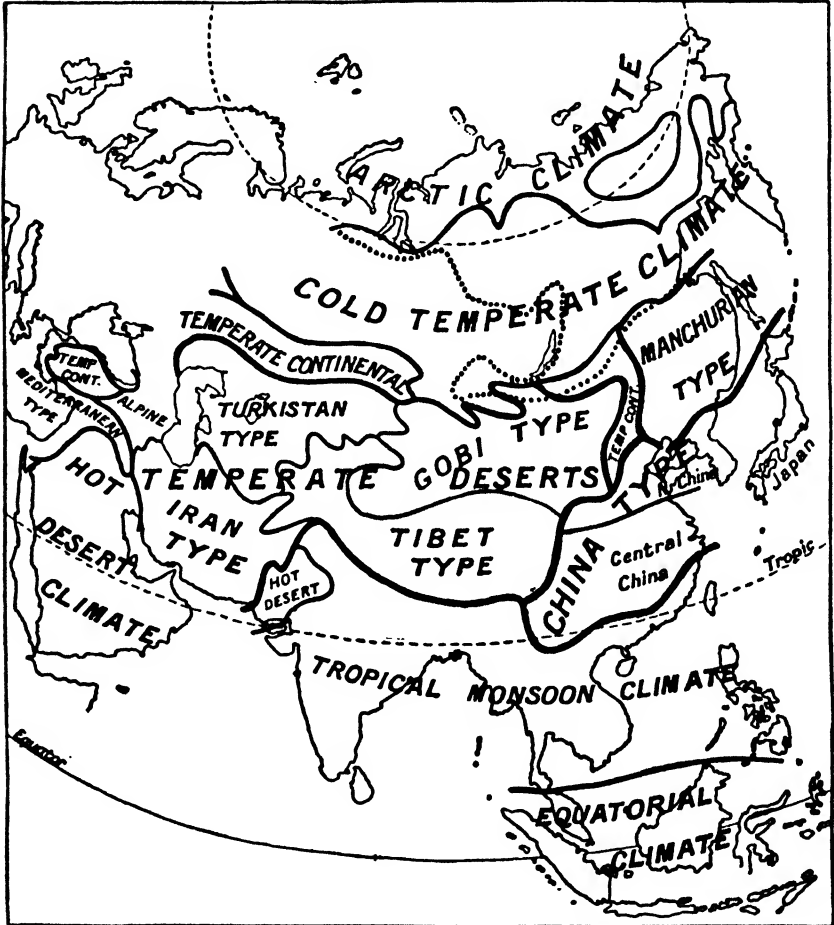 ARCTIC CLIMATE
COLD TEMPERATE CLIMATE
TEMPERATE CONTINENTAL
MANCHURIAN
TYPE
TEMP
CONT.
MEDITERRANEAN
TYPE
ALPINE
TURKISTAN
TYPE
GOBI TYPE
TEMP CONT.
TEMPERATE DESERTS
HOT
DESERT
CLIMATE
IRAN
TYPE
TIBET
TYPE
HOT
DESERT
CHINA TYPE
N. China
Central
China
Japan
Tropic
TROPICAL MONSOON CLIMATE
Equator
EQUATORIAL
CLIMATE